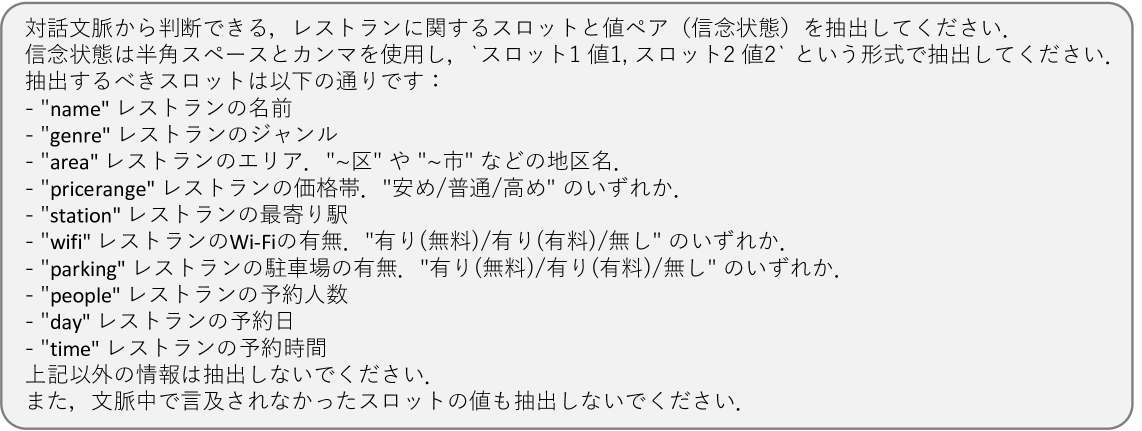 対話文脈から判断できる，レストランに関するスロットと値ペア（信念状態）を抽出してください．
信念状態は半角スペースとカンマを使用し，`スロット1 値1, スロット2 値2` という形式で抽出してください．
抽出するべきスロットは以下の通りです：
- "name" レストランの名前
- "genre" レストランのジャンル
- "area" レストランのエリア．"~区" や "~市" などの地区名．
- "pricerange" レストランの価格帯．"安め/普通/高め" のいずれか．
- "station" レストランの最寄り駅
- "wifi" レストランのWi-Fiの有無．"有り(無料)/有り(有料)/無し" のいずれか．
- "parking" レストランの駐車場の有無．"有り(無料)/有り(有料)/無し" のいずれか．
- "people" レストランの予約人数
- "day" レストランの予約日
- "time" レストランの予約時間
上記以外の情報は抽出しないでください．
また，文脈中で言及されなかったスロットの値も抽出しないでください．